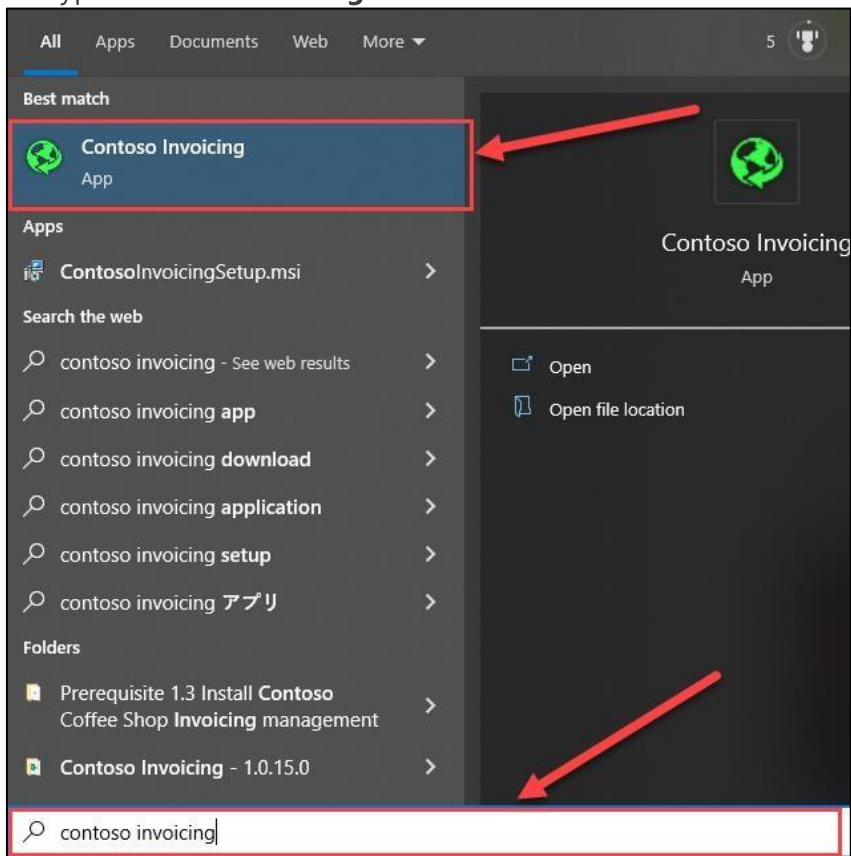 All Apps Documents Web More 5
Best match
Contoso Invoicing
App
Apps
ContosoInvoicingSetup.msi
Search the web
contoso invoicing - See web results
contoso invoicing app
contoso invoicing download
contoso invoicing application
contoso invoicing setup
contoso invoicing アプリ
Folders
Prerequisite 1.3 Install Contoso
Coffee Shop Invoicing management
Contoso Invoicing - 1.0.15.0
Contoso Invoicing
App
Open
Open file location
contoso invoicing